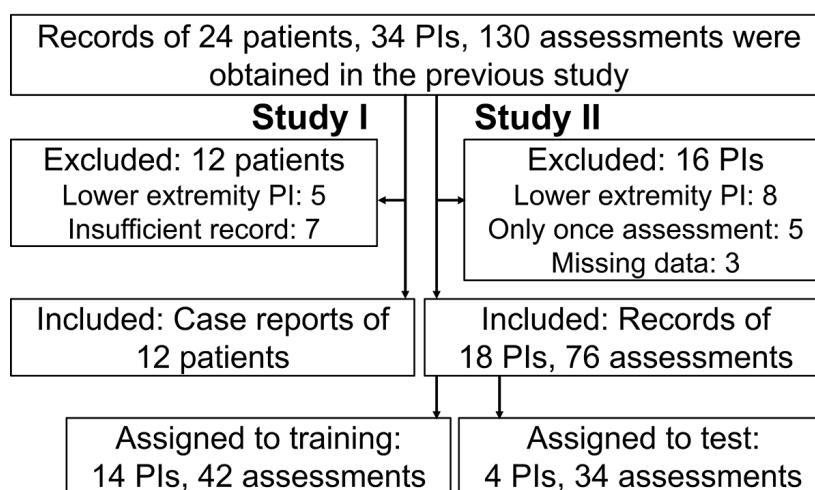 Records of 24 patients, 34 PIs, 130 assessments were
obtained in the previous study
Study I
Study II
Excluded: 12 patients
Lower extremity PI: 5
Insufficient record: 7
Excluded: 16 PIs
Lower extremity PI: 8
Only once assessment: 5
Missing data: 3
Included: Case reports of
12 patients
Included: Records of
18 PIs, 76 assessments
Assigned to training:
14 PIs, 42 assessments
Assigned to test:
4 PIs, 34 assessments